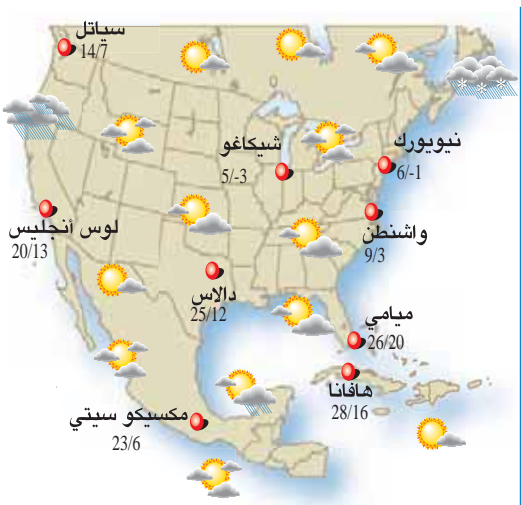 سياتل
14/7
شيكاغو
5/-3
نيويورك
6/-1
لوس أنجليس
20/13
واشنطن
9/3
دالاس
25/12
ميامي
26/20
هافانا
28/16
مكسيكو سيتي
23/6